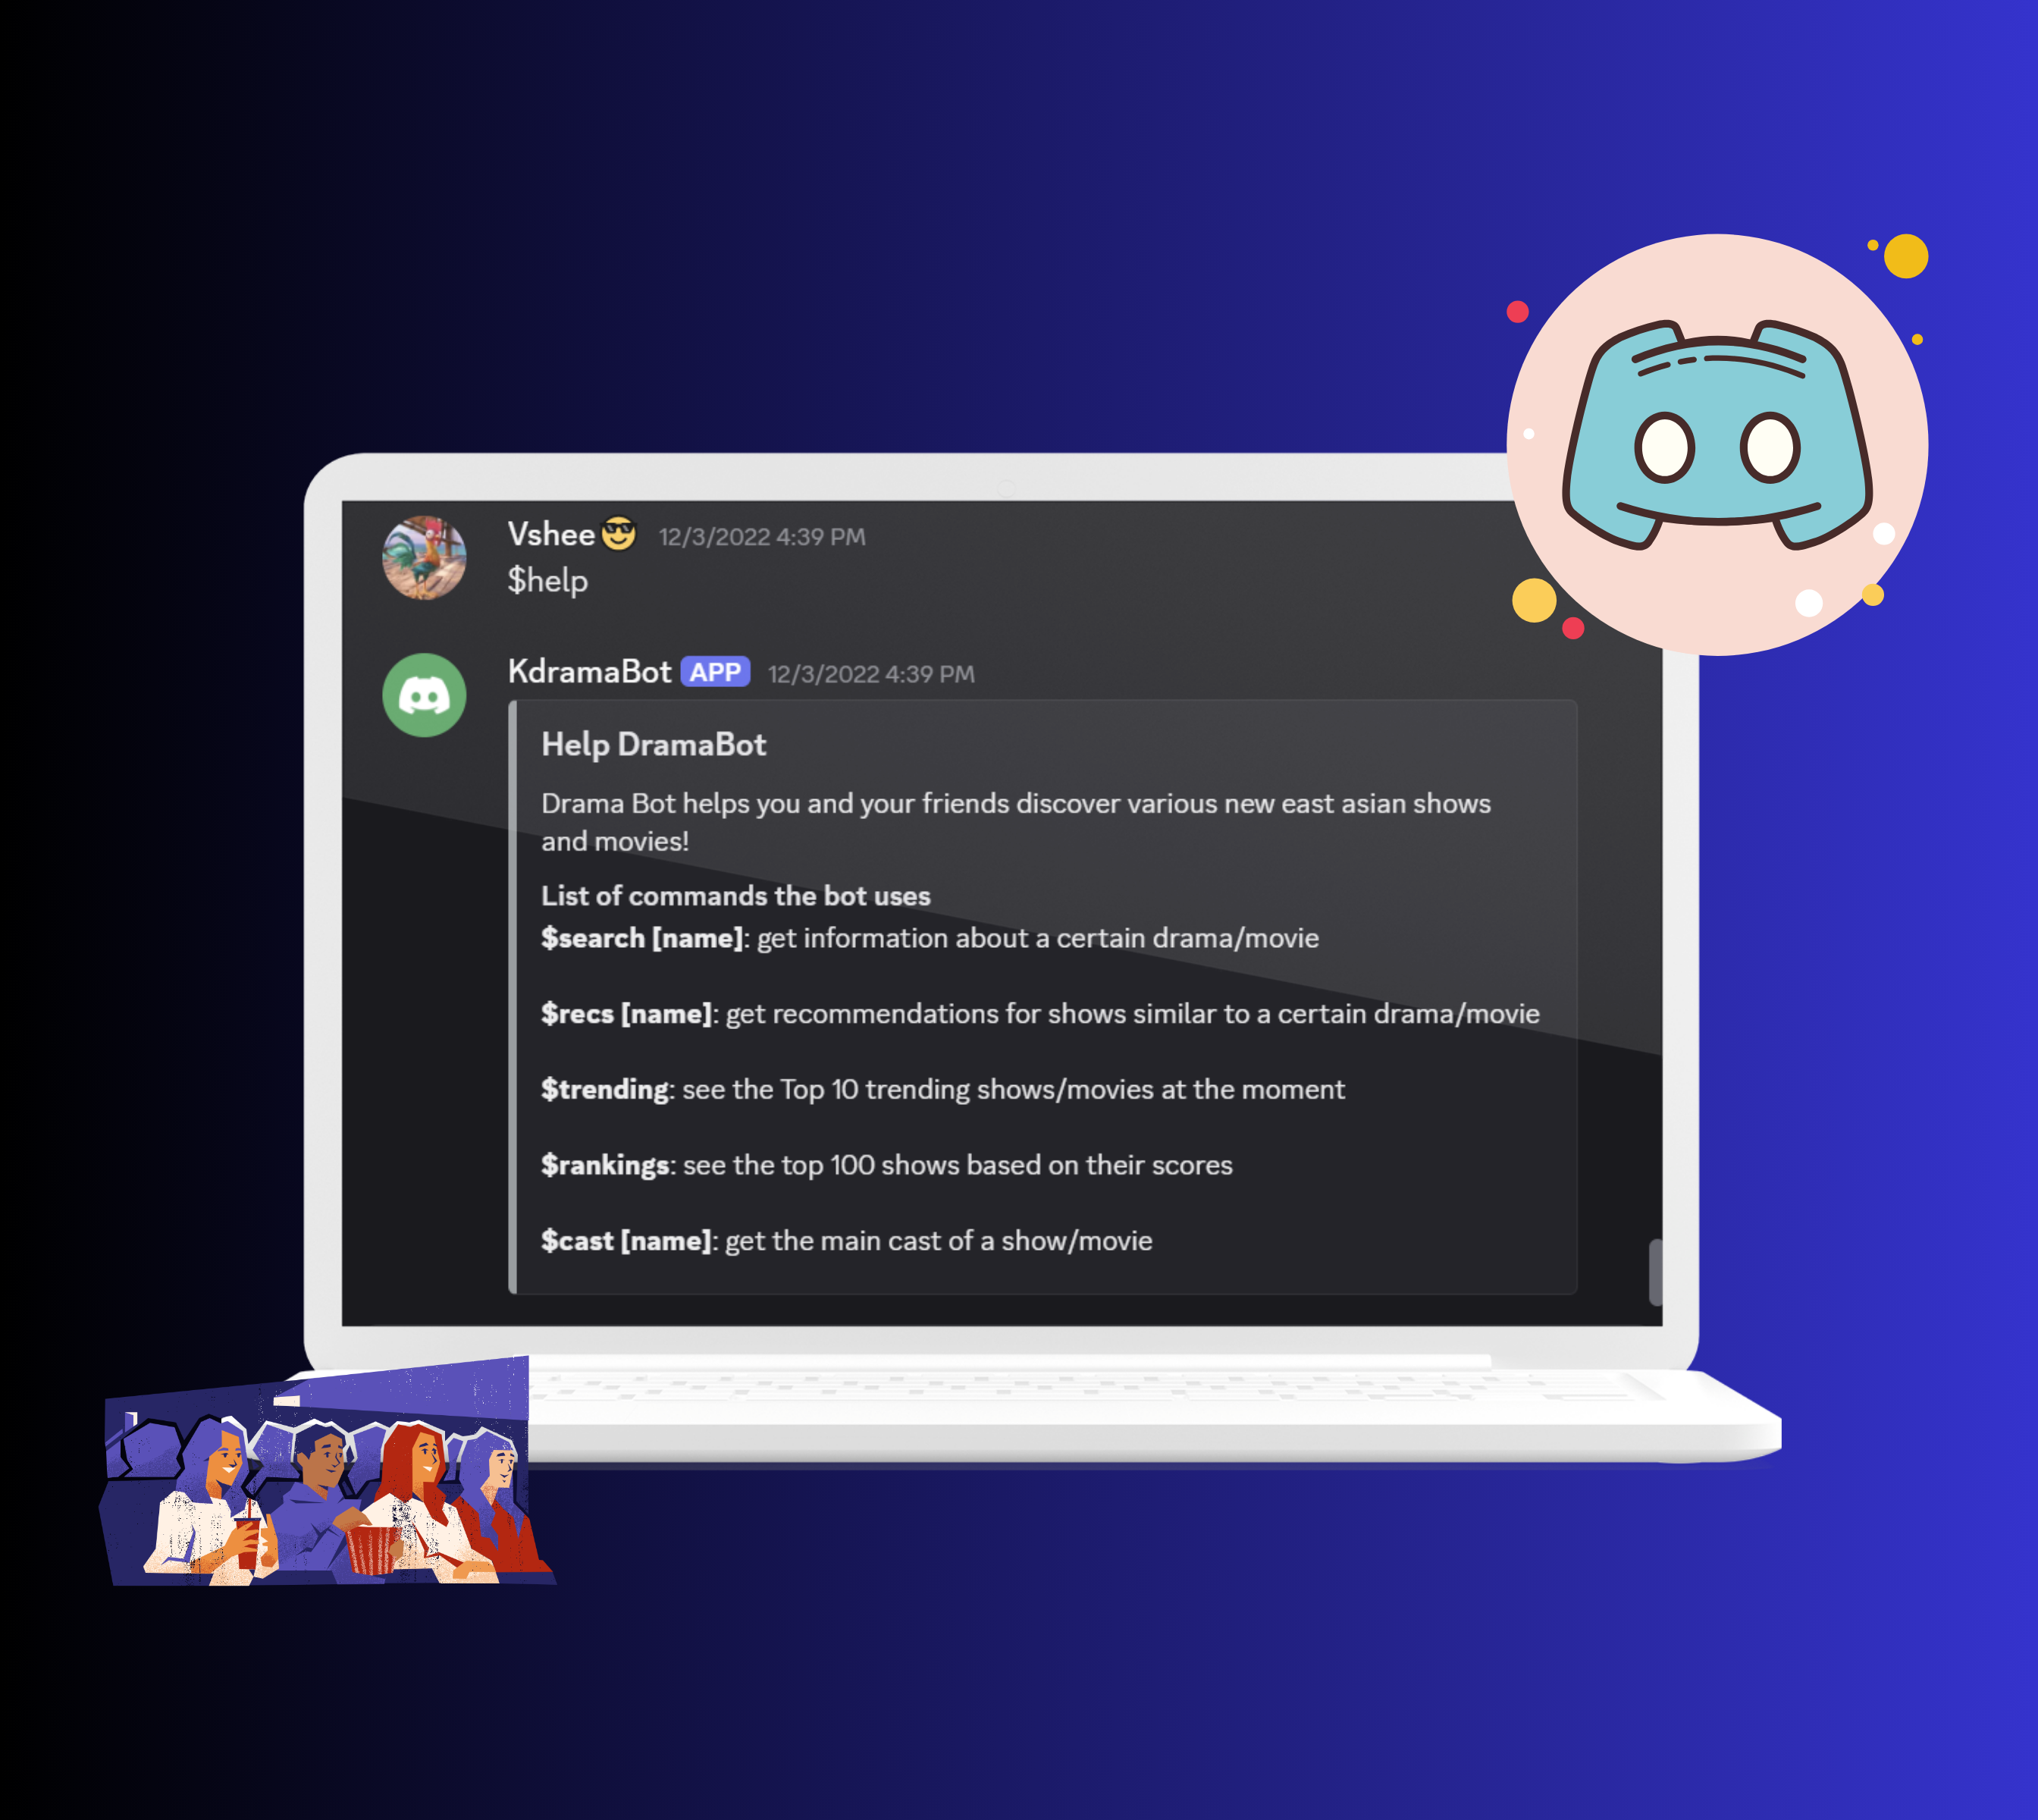 Vshee😎 12/3/2022 4:39 PM
$help
KdramaBot APP 12/3/2022 4:39 PM
Help DramaBot
Drama Bot helps you and your friends discover various new east asian shows
and movies!
List of commands the bot uses
$search [name]: get information about a certain drama/movie
$recs [name]: get recommendations for shows similar to a certain drama/movie
$trending: see the Top 10 trending shows/movies at the moment
$rankings: see the top 100 shows based on their scores
$cast [name]: get the main cast of a show/movie